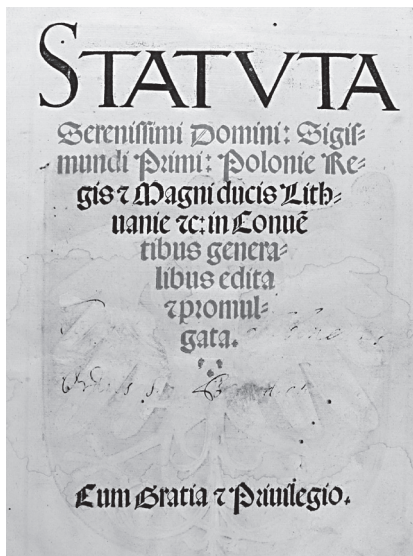 STATVTA
Serenissimi Domini: Sigis⸗
mundi Primi: Polonie Re⸗
gis ⁊ Magni ducis Lith⸗
uanie ⁊c: in Conuē
tibus genera⸗
libus edita
⁊ promul⸗
gata.
Cum Gratia ⁊ Priuilegio.